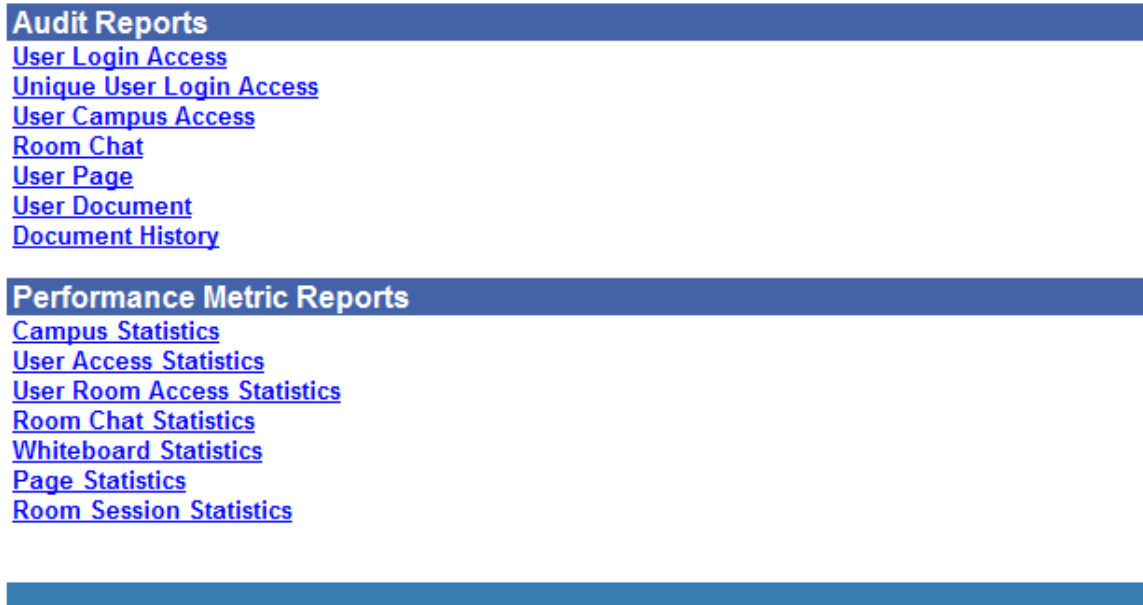 Audit Reports
User Login Access
Unique User Login Access
User Campus Access
Room Chat
User Page
User Document
Document History
Performance Metric Reports
Campus Statistics
User Access Statistics
User Room Access Statistics
Room Chat Statistics
Whiteboard Statistics
Page Statistics
Room Session Statistics